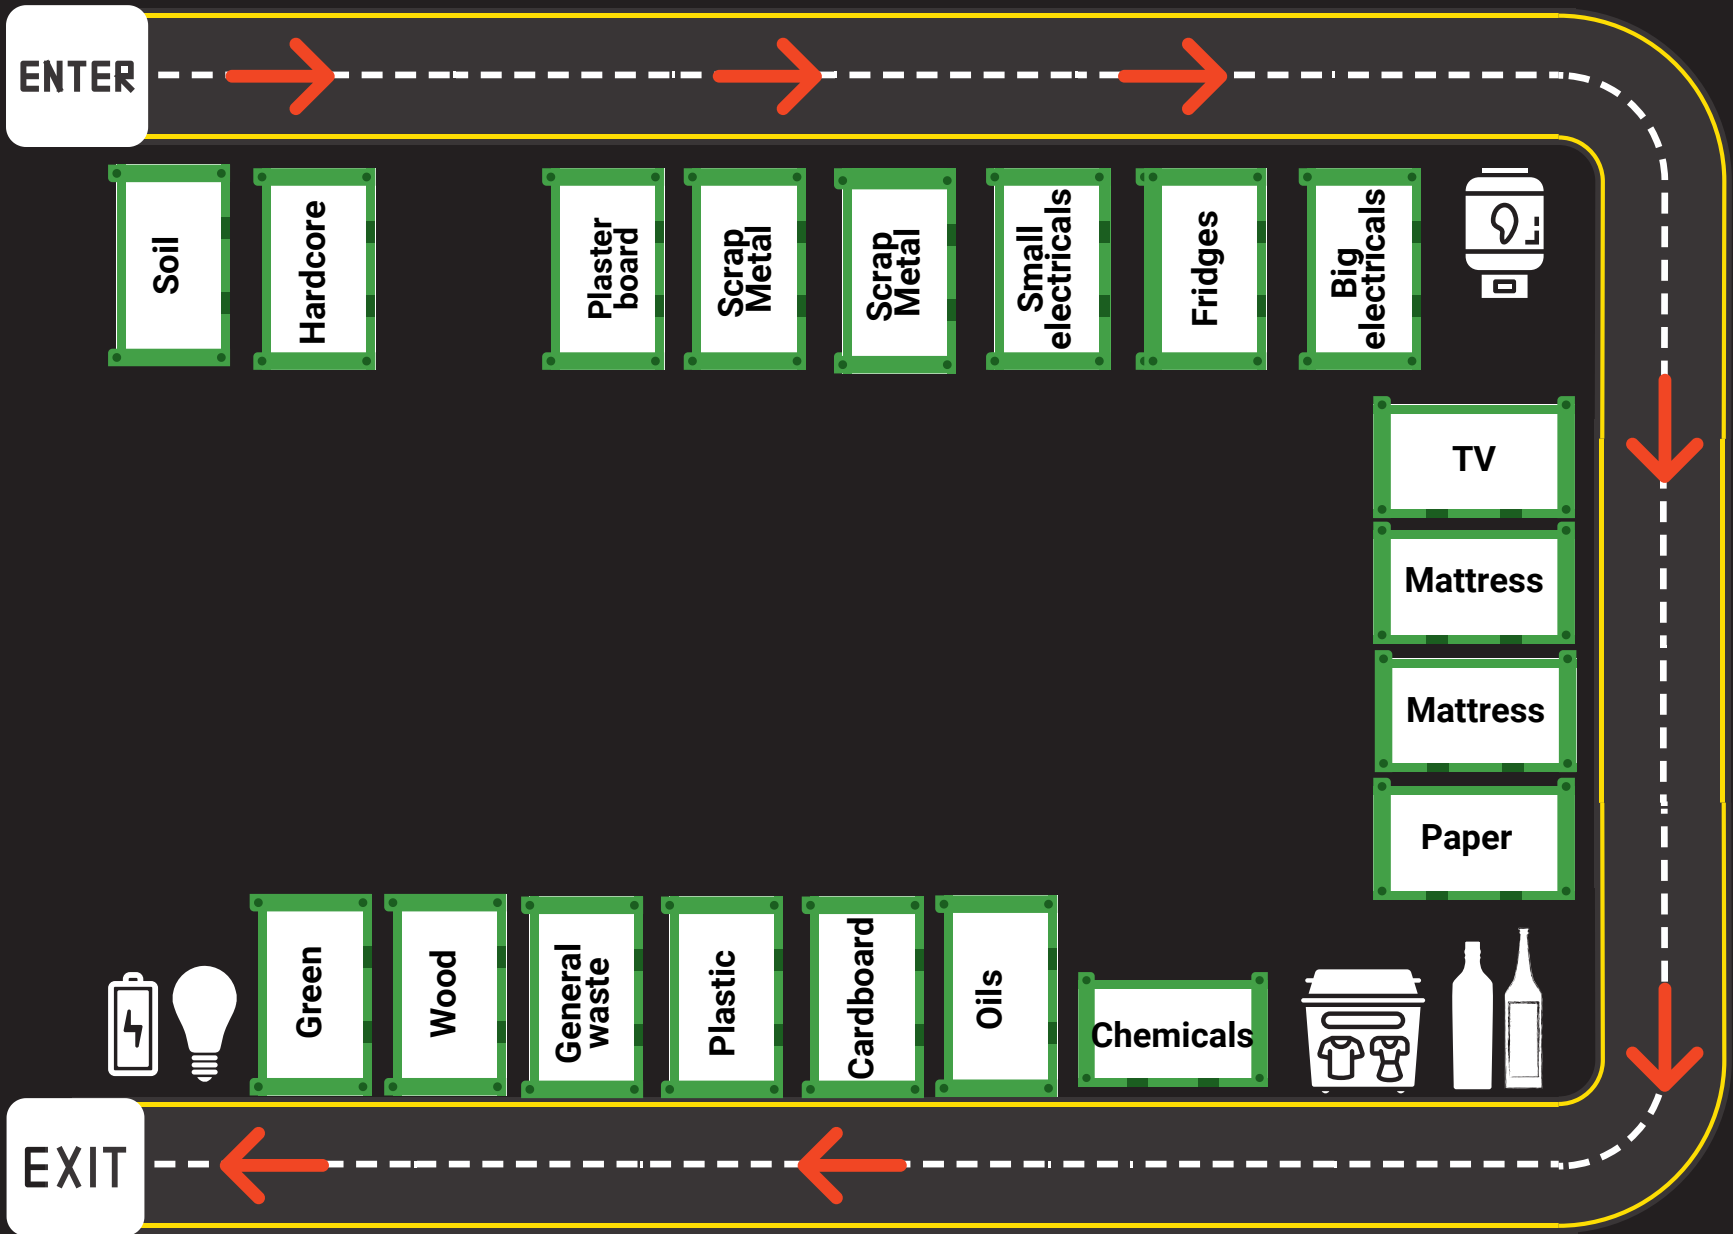 ENTER
Soil
Hardcore
Plaster
board
Scrap
Metal
Scrap
Metal
Small
electricals
Fridges
Big
electricals
TV
Mattress
Mattress
Paper
Green
Wood
General
waste
Plastic
Cardboard
Oils
Chemicals
EXIT